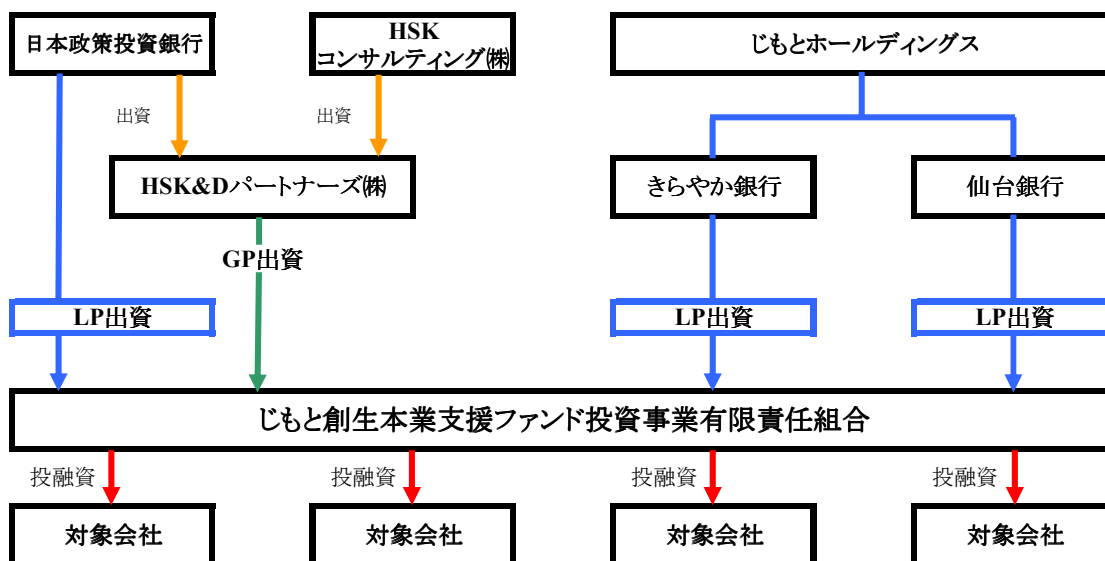 日本政策投資銀行
HSK
コンサルティング㈱
じもとホールディングス
出資
出資
HSK&Dパートナーズ㈱
きらやか銀行
仙台銀行
GP出資
LP出資
LP出資
LP出資
じもと創生本業支援ファンド投資事業有限責任組合
投融資
投融資
投融資
投融資
対象会社
対象会社
対象会社
対象会社